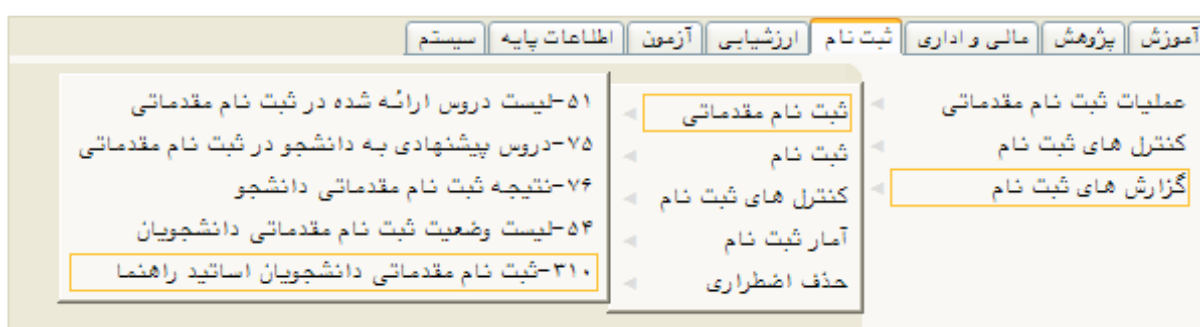 آموزش پژوهش مالی و اداری ثبت نام ارزشیابی آزمون اطلاعات پایه سیستم
عملیات ثبت نام مقدماتی
کنترل های ثبت نام
گزارش های ثبت نام
ثبت نام مقدماتی
ثبت نام
کنترل های ثبت نام
آمار ثبت نام
حذف اضطراری
۵۱-لیست دروس ارائه شده در ثبت نام مقدماتی
۷۵-دروس پیشنهادی به دانشجو در ثبت نام مقدماتی
۷۶-نتیجه ثبت نام مقدماتی دانشجو
۵۴-لیست وضعیت ثبت نام مقدماتی دانشجویان
۳۱۰-ثبت نام مقدماتی دانشجویان اساتید راهنما